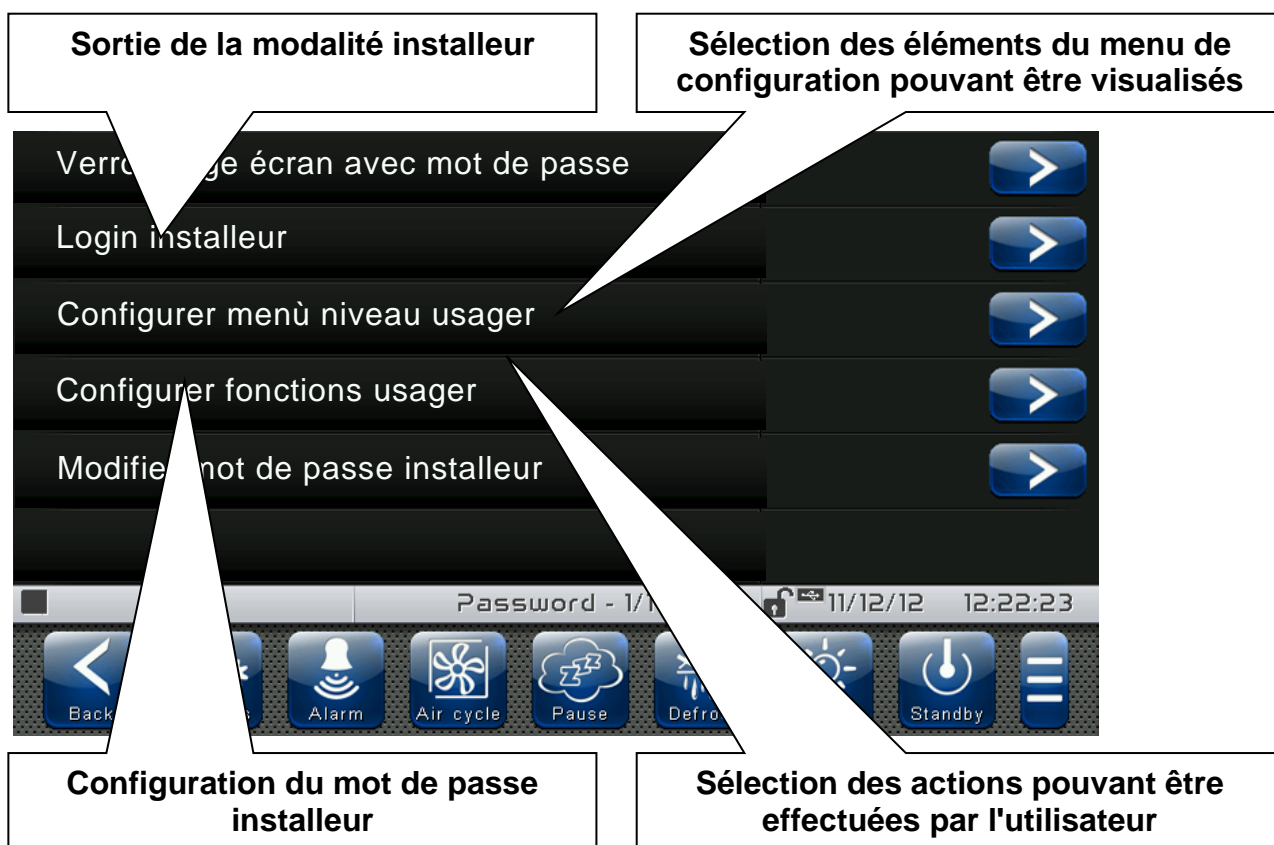 Sortie de la modalité installeur
Sélection des éléments du menu de
configuration pouvant être visualisés
écran avec mot de passe
Login installeur
Configurer menù niveau usager
Configurer fonctions usager
mot de passe installeur
Password - 1/1
11/12/12 12:22:23
Back
Alarm
Air cycle
Pause
Standby
Configuration du mot de passe
installeur
Sélection des actions pouvant être
effectuées par l'utilisateur